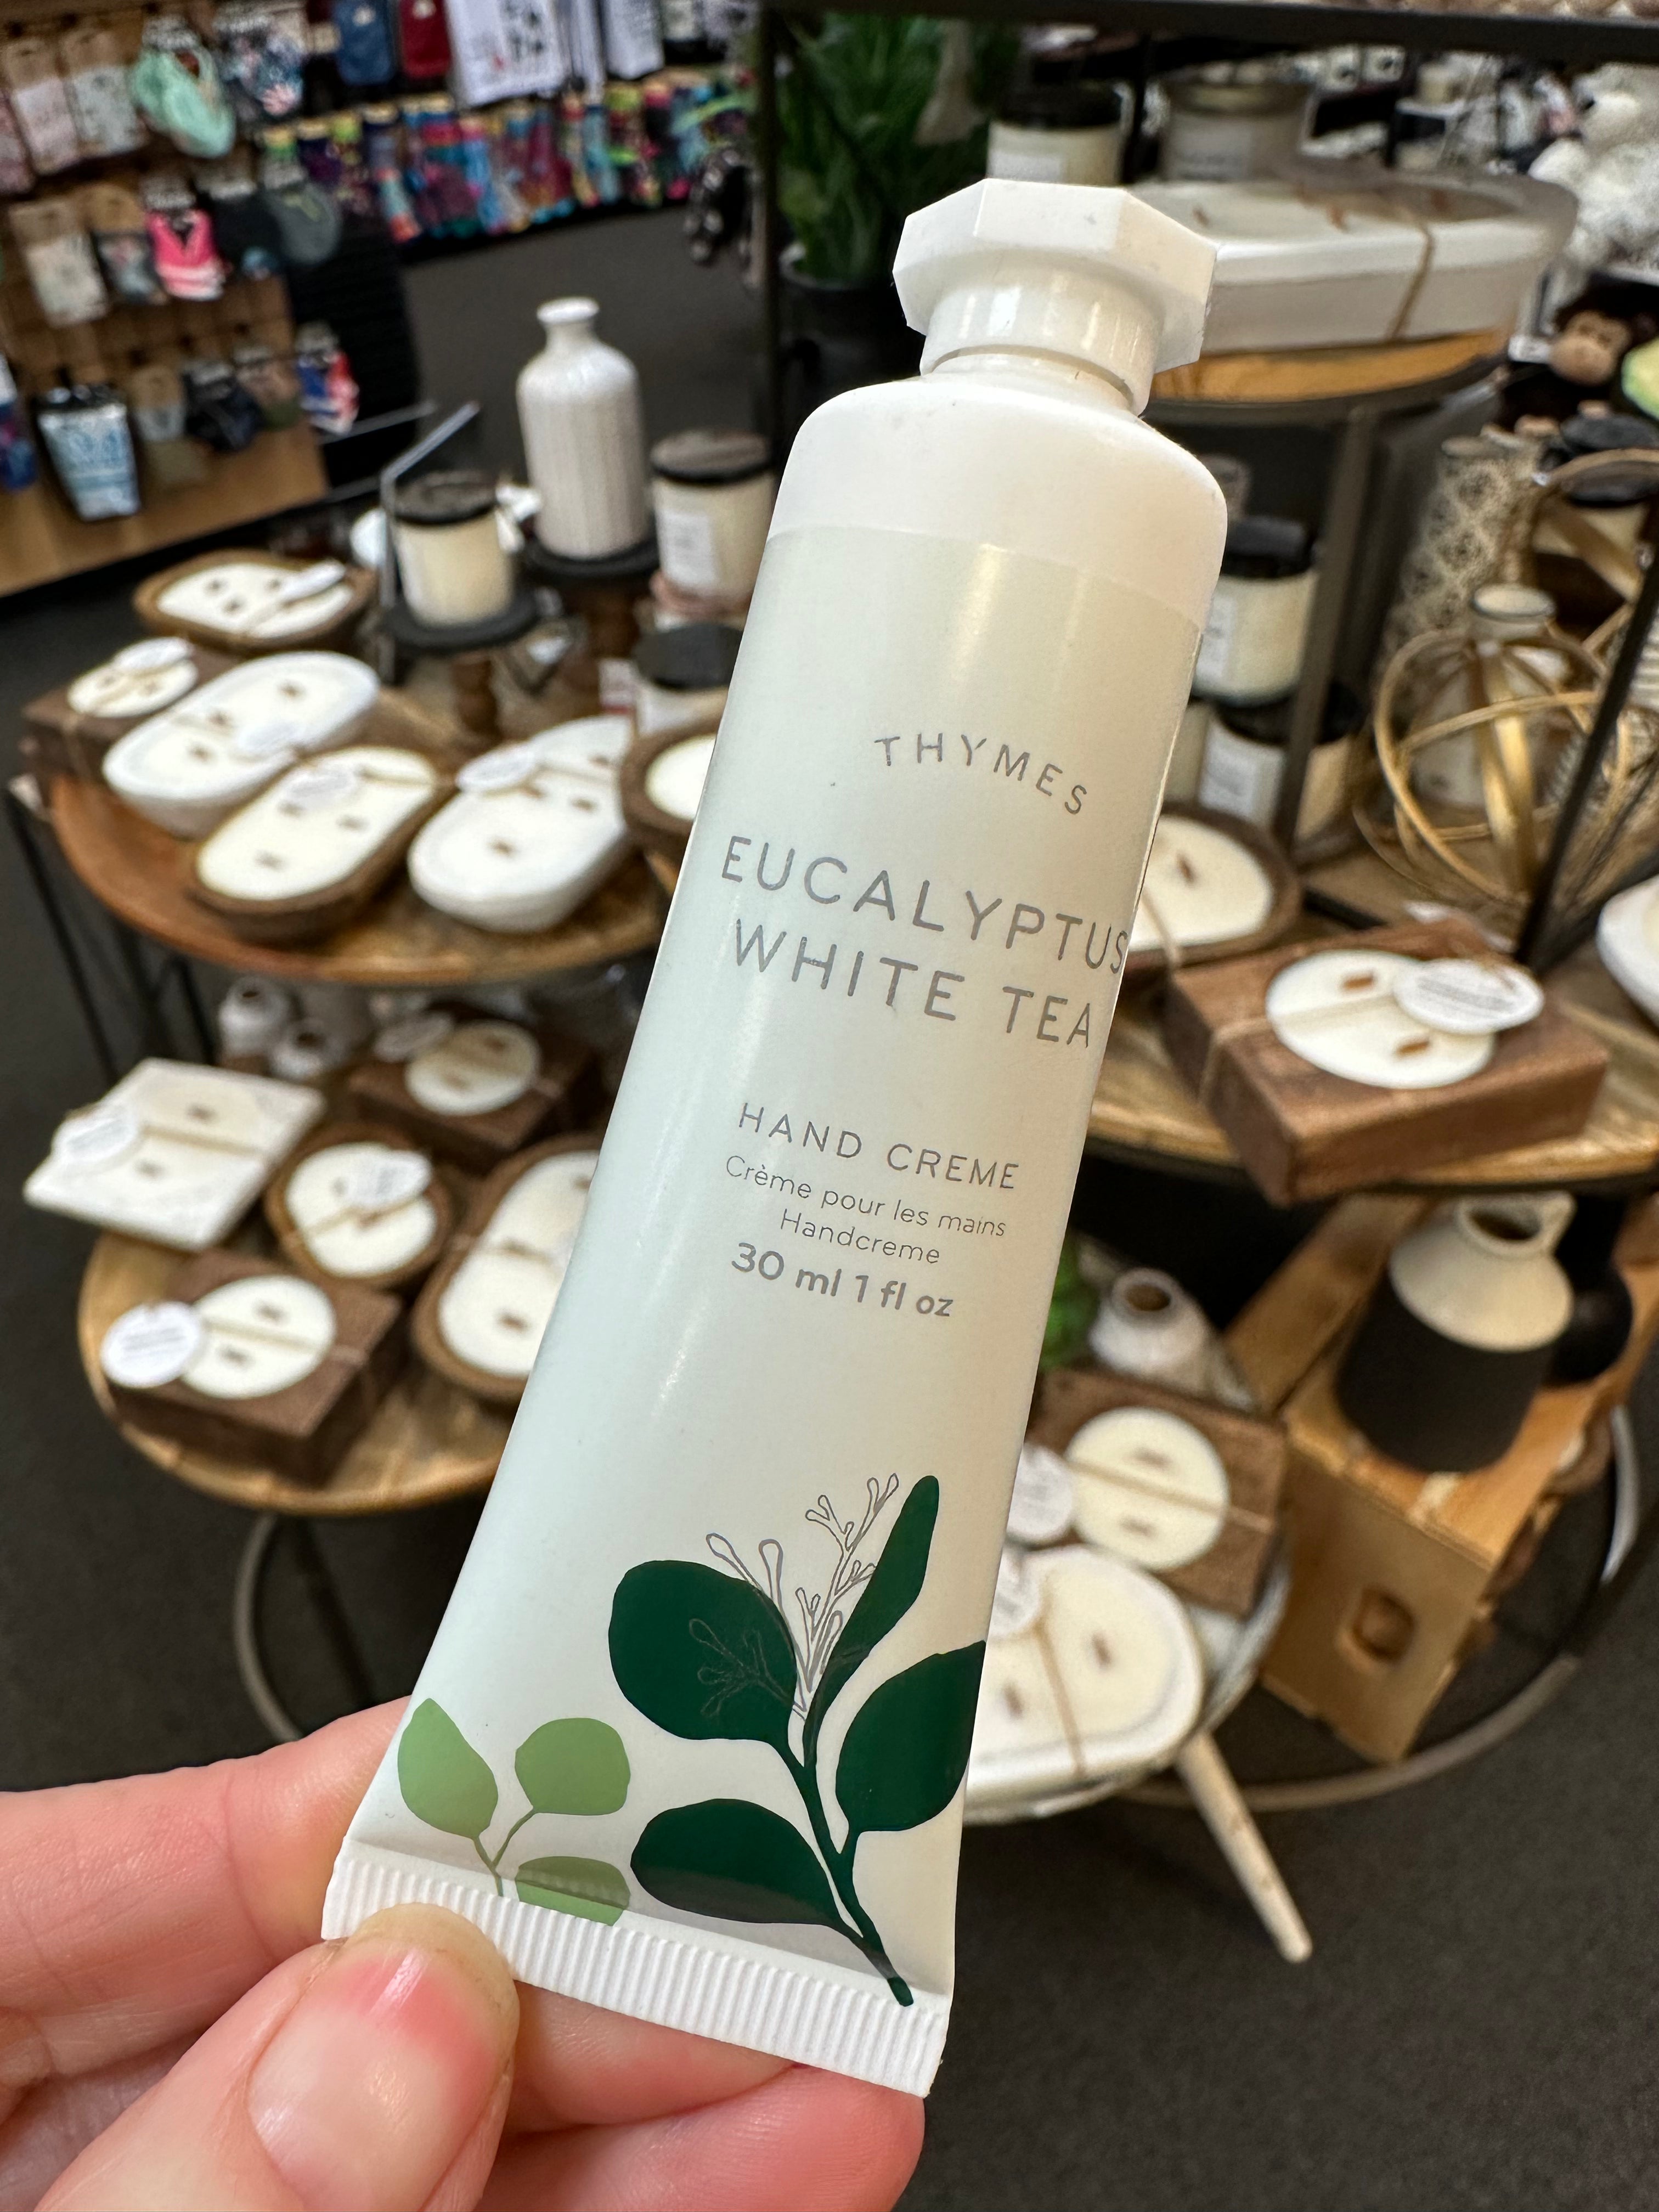 THYMES
EUCALYPTUS
WHITE TEA
HAND CREME
Crème pour les mains
Handcreme
30 ml 1 fl oz